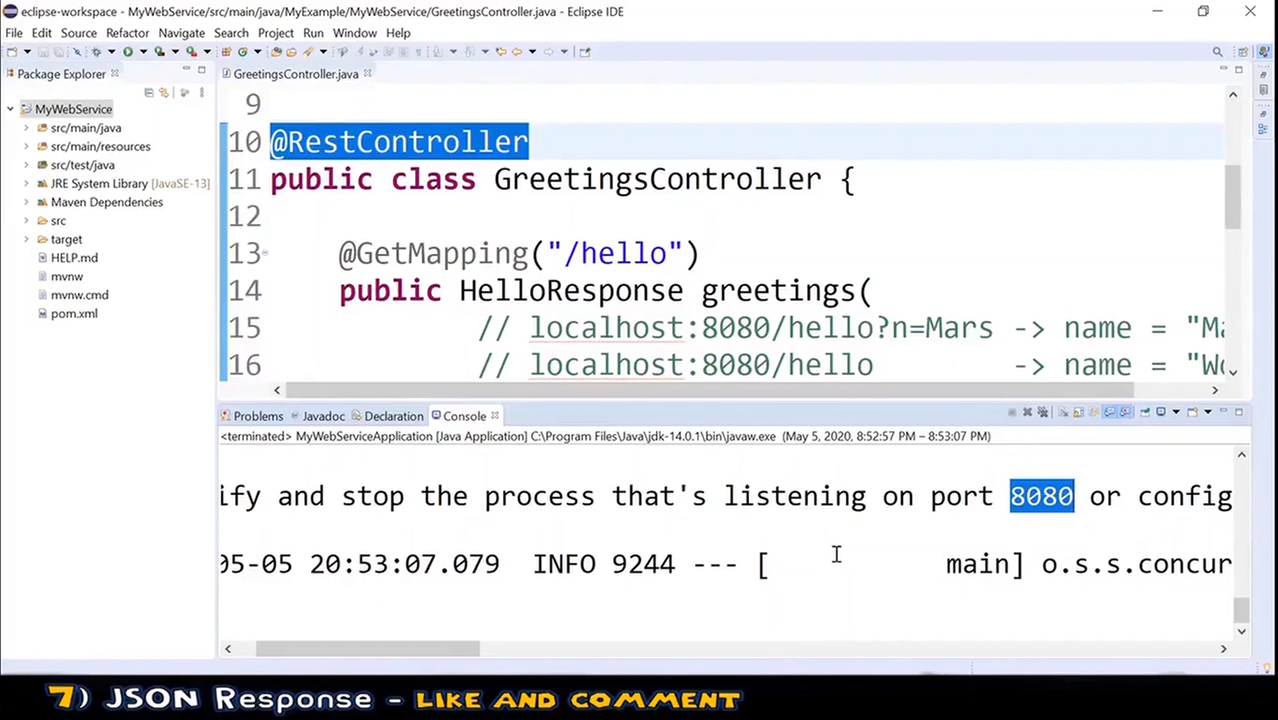 eclipse-workspace - MyWebService/src/main/java/MyExample/MyWebService/GreetingsController.java - Eclipse IDE
File Edit Source Refactor Navigate Search Project Run Window Help
Package Explorer
GreetingsController.java
MyWebService
src/main/java
src/main/resources
src/test/java
JRE System Library [JavaSE-13]
Maven Dependencies
src
target
HELP.md
mvnw
mvnw.cmd
pom.xml
9
10 @RestController
11 public class GreetingsController {
12
13 @GetMapping("/hello")
14 public HelloResponse greetings(
15 // localhost:8080/hello?n=Mars -> name = "Ma
16 // localhost:8080/hello -> name = "Wo
Problems Javadoc Declaration Console
<terminated> MyWebServiceApplication [Java Application] C:\Program Files\Java\jdk-14.0.1\bin\javaw.exe (May 5, 2020, 8:52:57 PM – 8:53:07 PM)
ify and stop the process that's listening on port 8080 or config
05-05 20:53:07.079 INFO 9244 --- [ main] o.s.s.concur
7) JSON Response - LIKE AND COMMENT